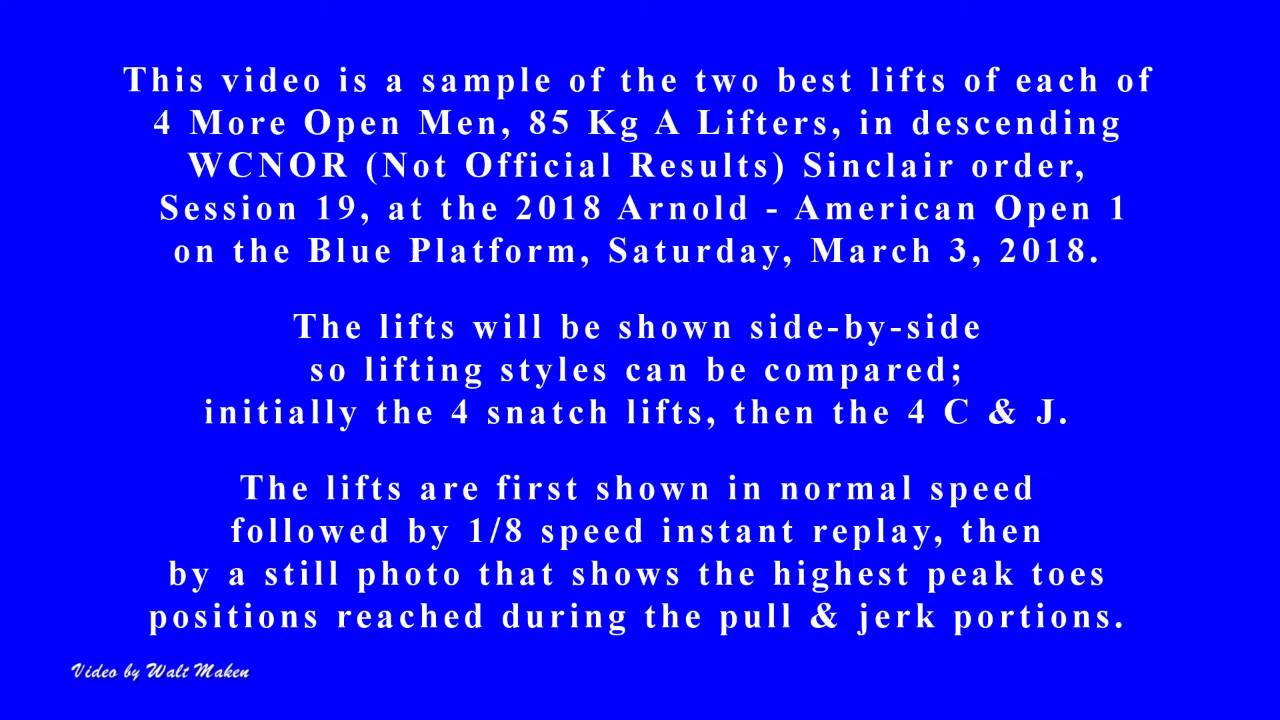 This video is a sample of the two best lifts of each of
4 More Open Men, 85 Kg A Lifters, in descending
WCNOR (Not Official Results) Sinclair order,
Session 19, at the 2018 Arnold - American Open 1
on the Blue Platform, Saturday, March 3, 2018.
The lifts will be shown side-by-side
so lifting styles can be compared;
initially the 4 snatch lifts, then the 4 C & J.
The lifts are first shown in normal speed
followed by 1/8 speed instant replay, then
by a still photo that shows the highest peak toes
positions reached during the pull & jerk portions.
Video by Walt Maken